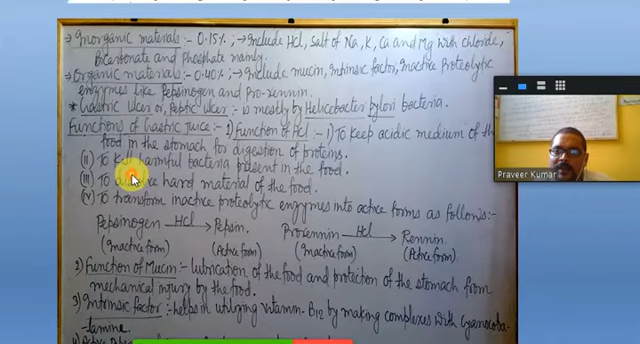 → Inorganic materials :- 0.15% ; → Include Hcl, Salt of Na, K, Ca and Mg with chloride,
Bicarbonate and Phosphate mainly.
→ Organic materials :- 0.40% ; → Include mucin, Intrinsic factor, Inactive Proteolytic
enzymes like Pepsinogen and Pro-rennin.
* Gastric Ulcer or, Peptic Ulcer :- is mostly by Helicobacter pylori bacteria.
Functions of Gastric Juice :- 1) Function of Hcl :- 1) To keep acidic medium of the
food in the stomach for digestion of proteins.
(II) To Kill harmful bacteria present in the food.
(III) To hard material of the food.
(IV) To transform inactive proteolytic enzymes into active forms as follows:-
Pepsinogen Hcl→ Pepsin. Prorennin Hcl→ Rennin.
(Inactive form) (Active form) (Inactive form) (Active form)
2) Function of Mucin :- lubrication of the food and protection of the stomach from
mechanical injury by the food.
3) Intrinsic factor :- helps in utilizing vitamin- B12 by making complexes with Cyanocoba-
-lamine.
Praveer Kumar